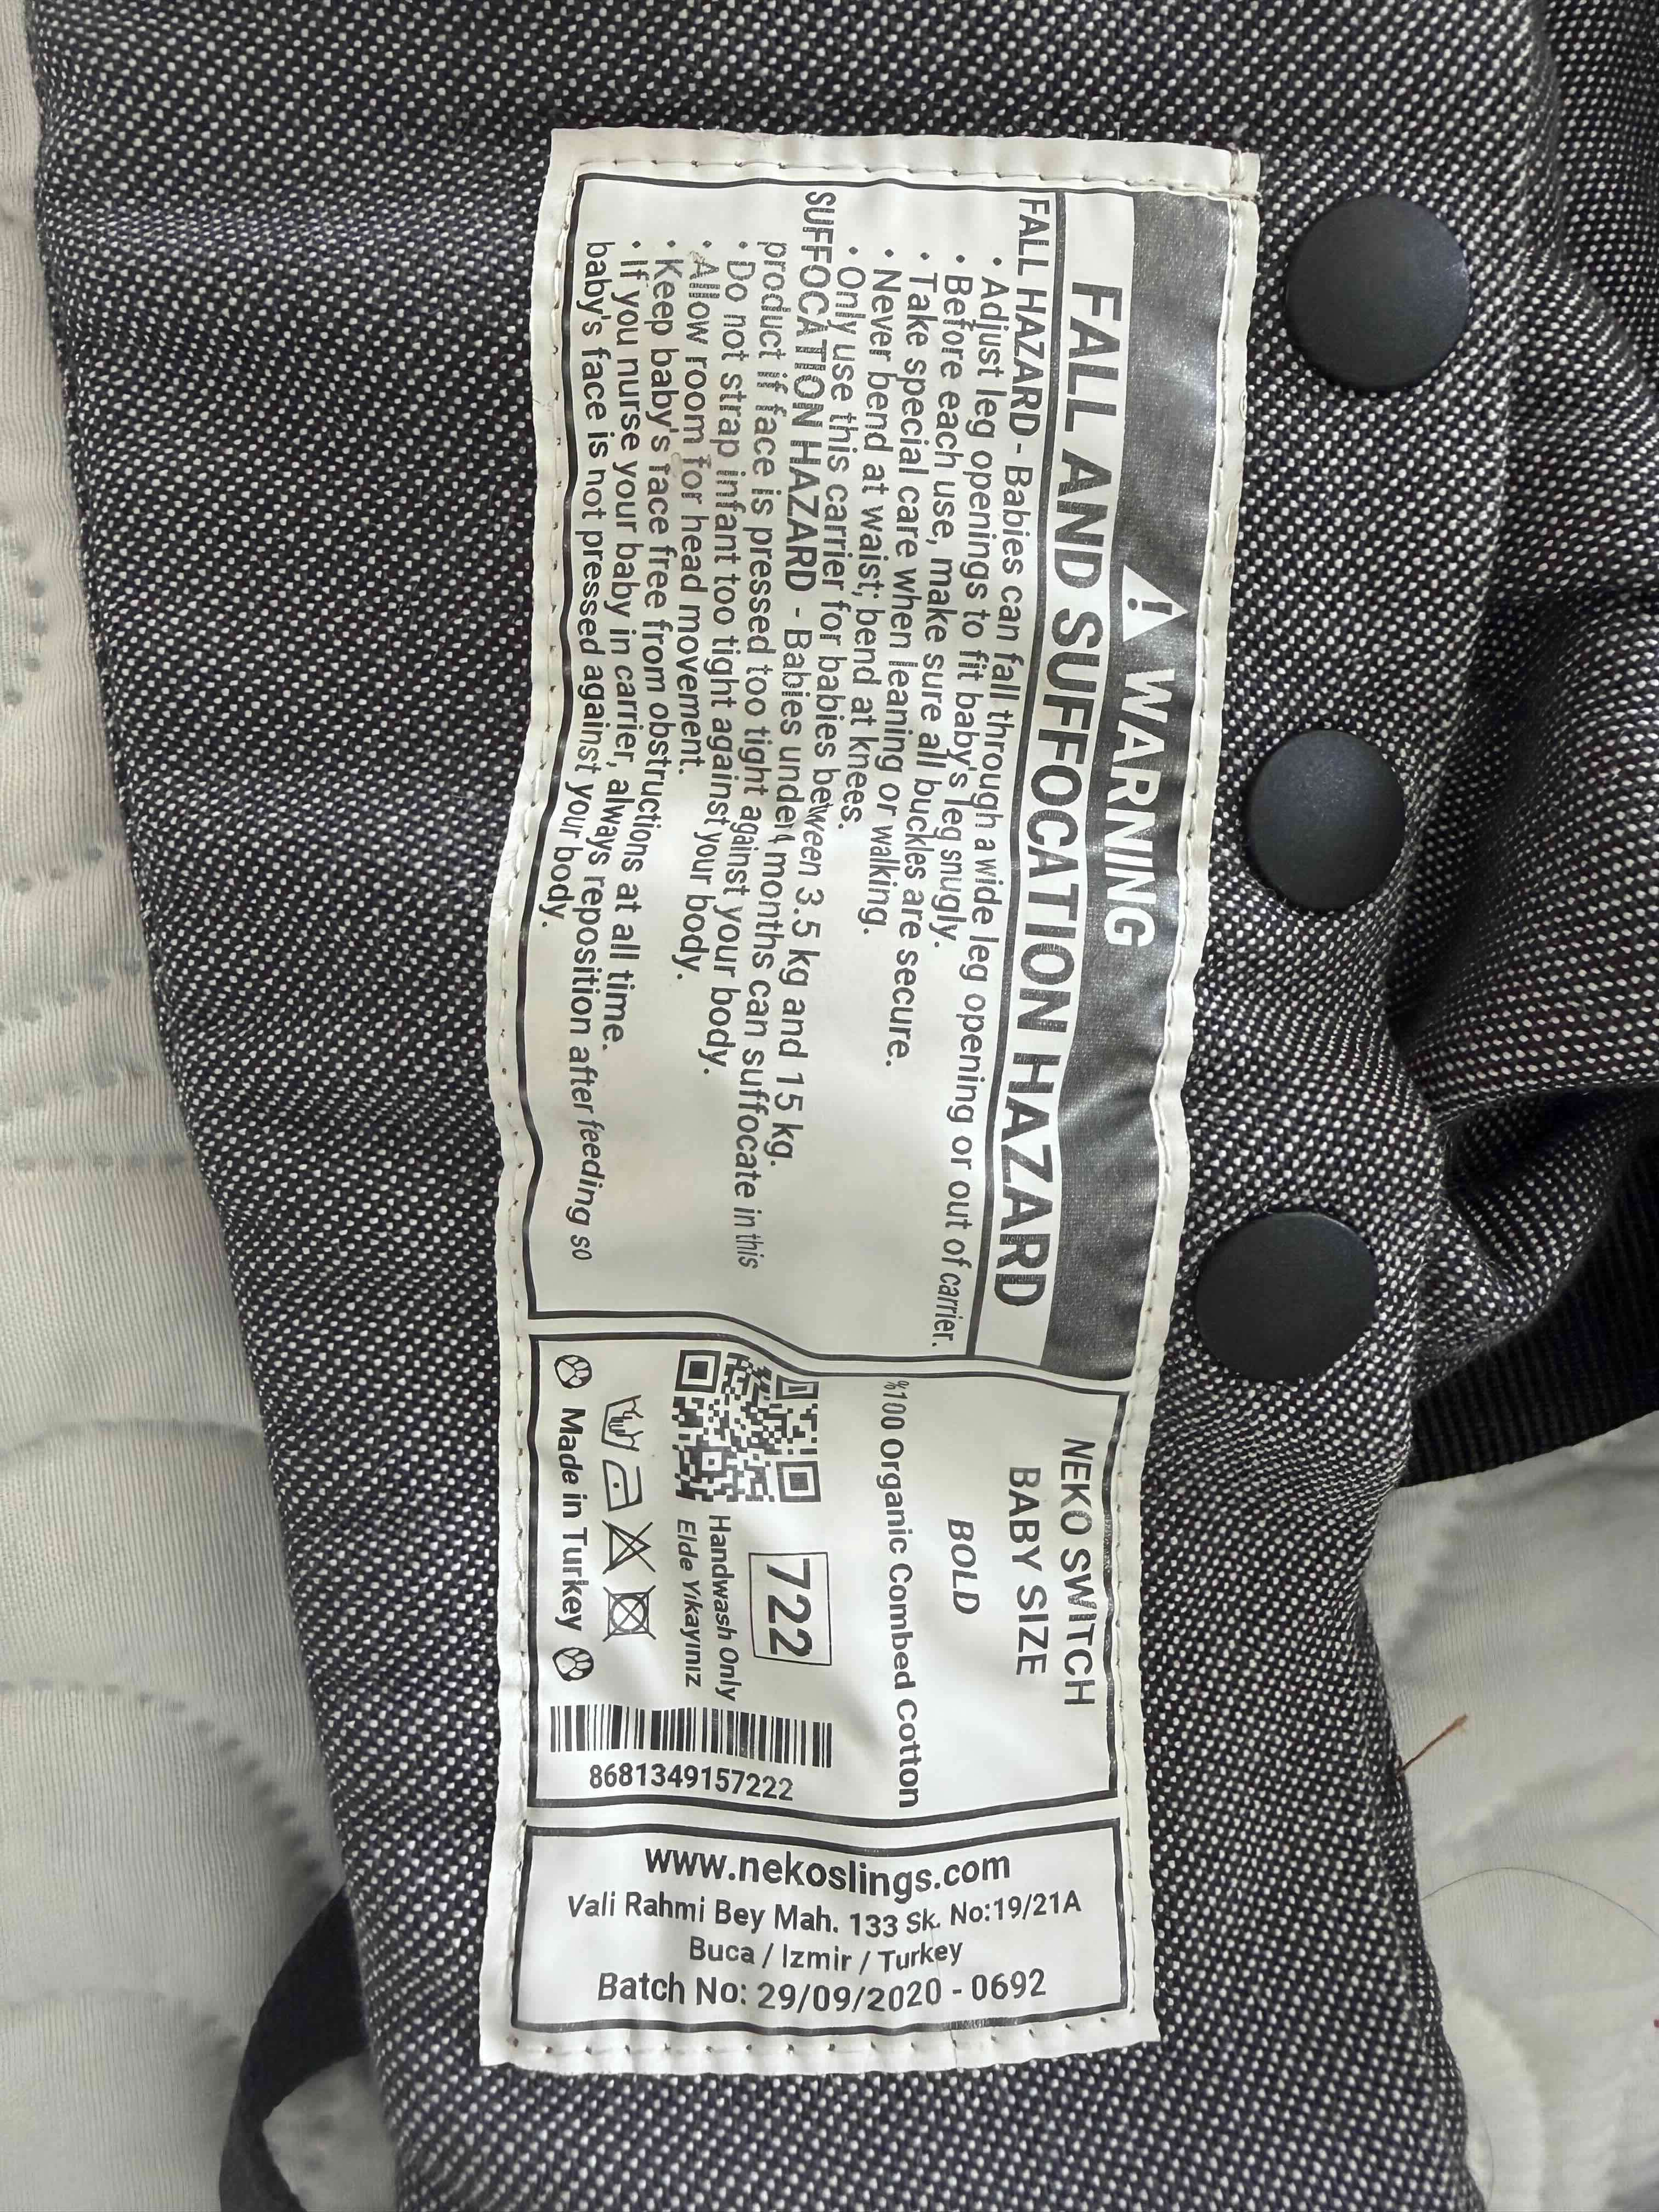 WARNING
FALL AND SUFFOCATION HAZARD
FALL HAZARD - Babies can fall through a wide leg opening or out of carrier.
• Adjust leg openings to fit baby's leg snugly.
• Before each use, make sure all buckles are secure.
• Take special care when leaning or walking.
• Never bend at waist; bend at knees.
• Only use this carrier for babies between 3.5 kg and 15 kg.
SUFFOCATION HAZARD - Babies under 4 months can suffocate in this
product if face is pressed too tight against your body.
• Do not strap infant too tight against your body.
• Allow room for head movement.
• Keep baby's face free from obstructions at all time.
• If you nurse your baby in carrier, always reposition after feeding so
baby's face is not pressed against your body.
NEKO SWITCH
BABY SIZE
BOLD
%100 Organic Combed Cotton
722
Handwash Only
Elde Yıkayınız
Made in Turkey
8681349157222
www.nekoslings.com
Vali Rahmi Bey Mah. 133 Sk. No:19/21A
Buca / Izmir / Turkey
Batch No: 29/09/2020 - 0692